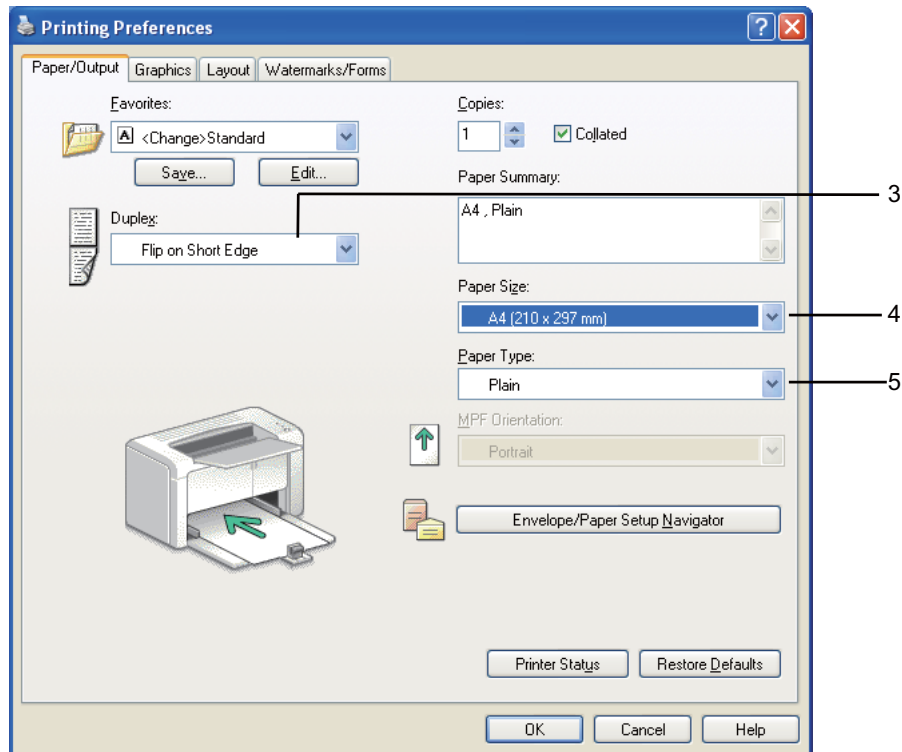 Printing Preferences
Paper/Output Graphics Layout Watermarks/Forms
Favorites:
A <Change>Standard
Save... Edit...
Duplex:
Flip on Short Edge
Copies:
1 Collated
Paper Summary:
A4 , Plain
Paper Size:
A4 (210 x 297 mm)
Paper Type:
Plain
MPF Orientation:
Portrait
Envelope/Paper Setup Navigator
Printer Status Restore Defaults
OK Cancel Help
3
4
5